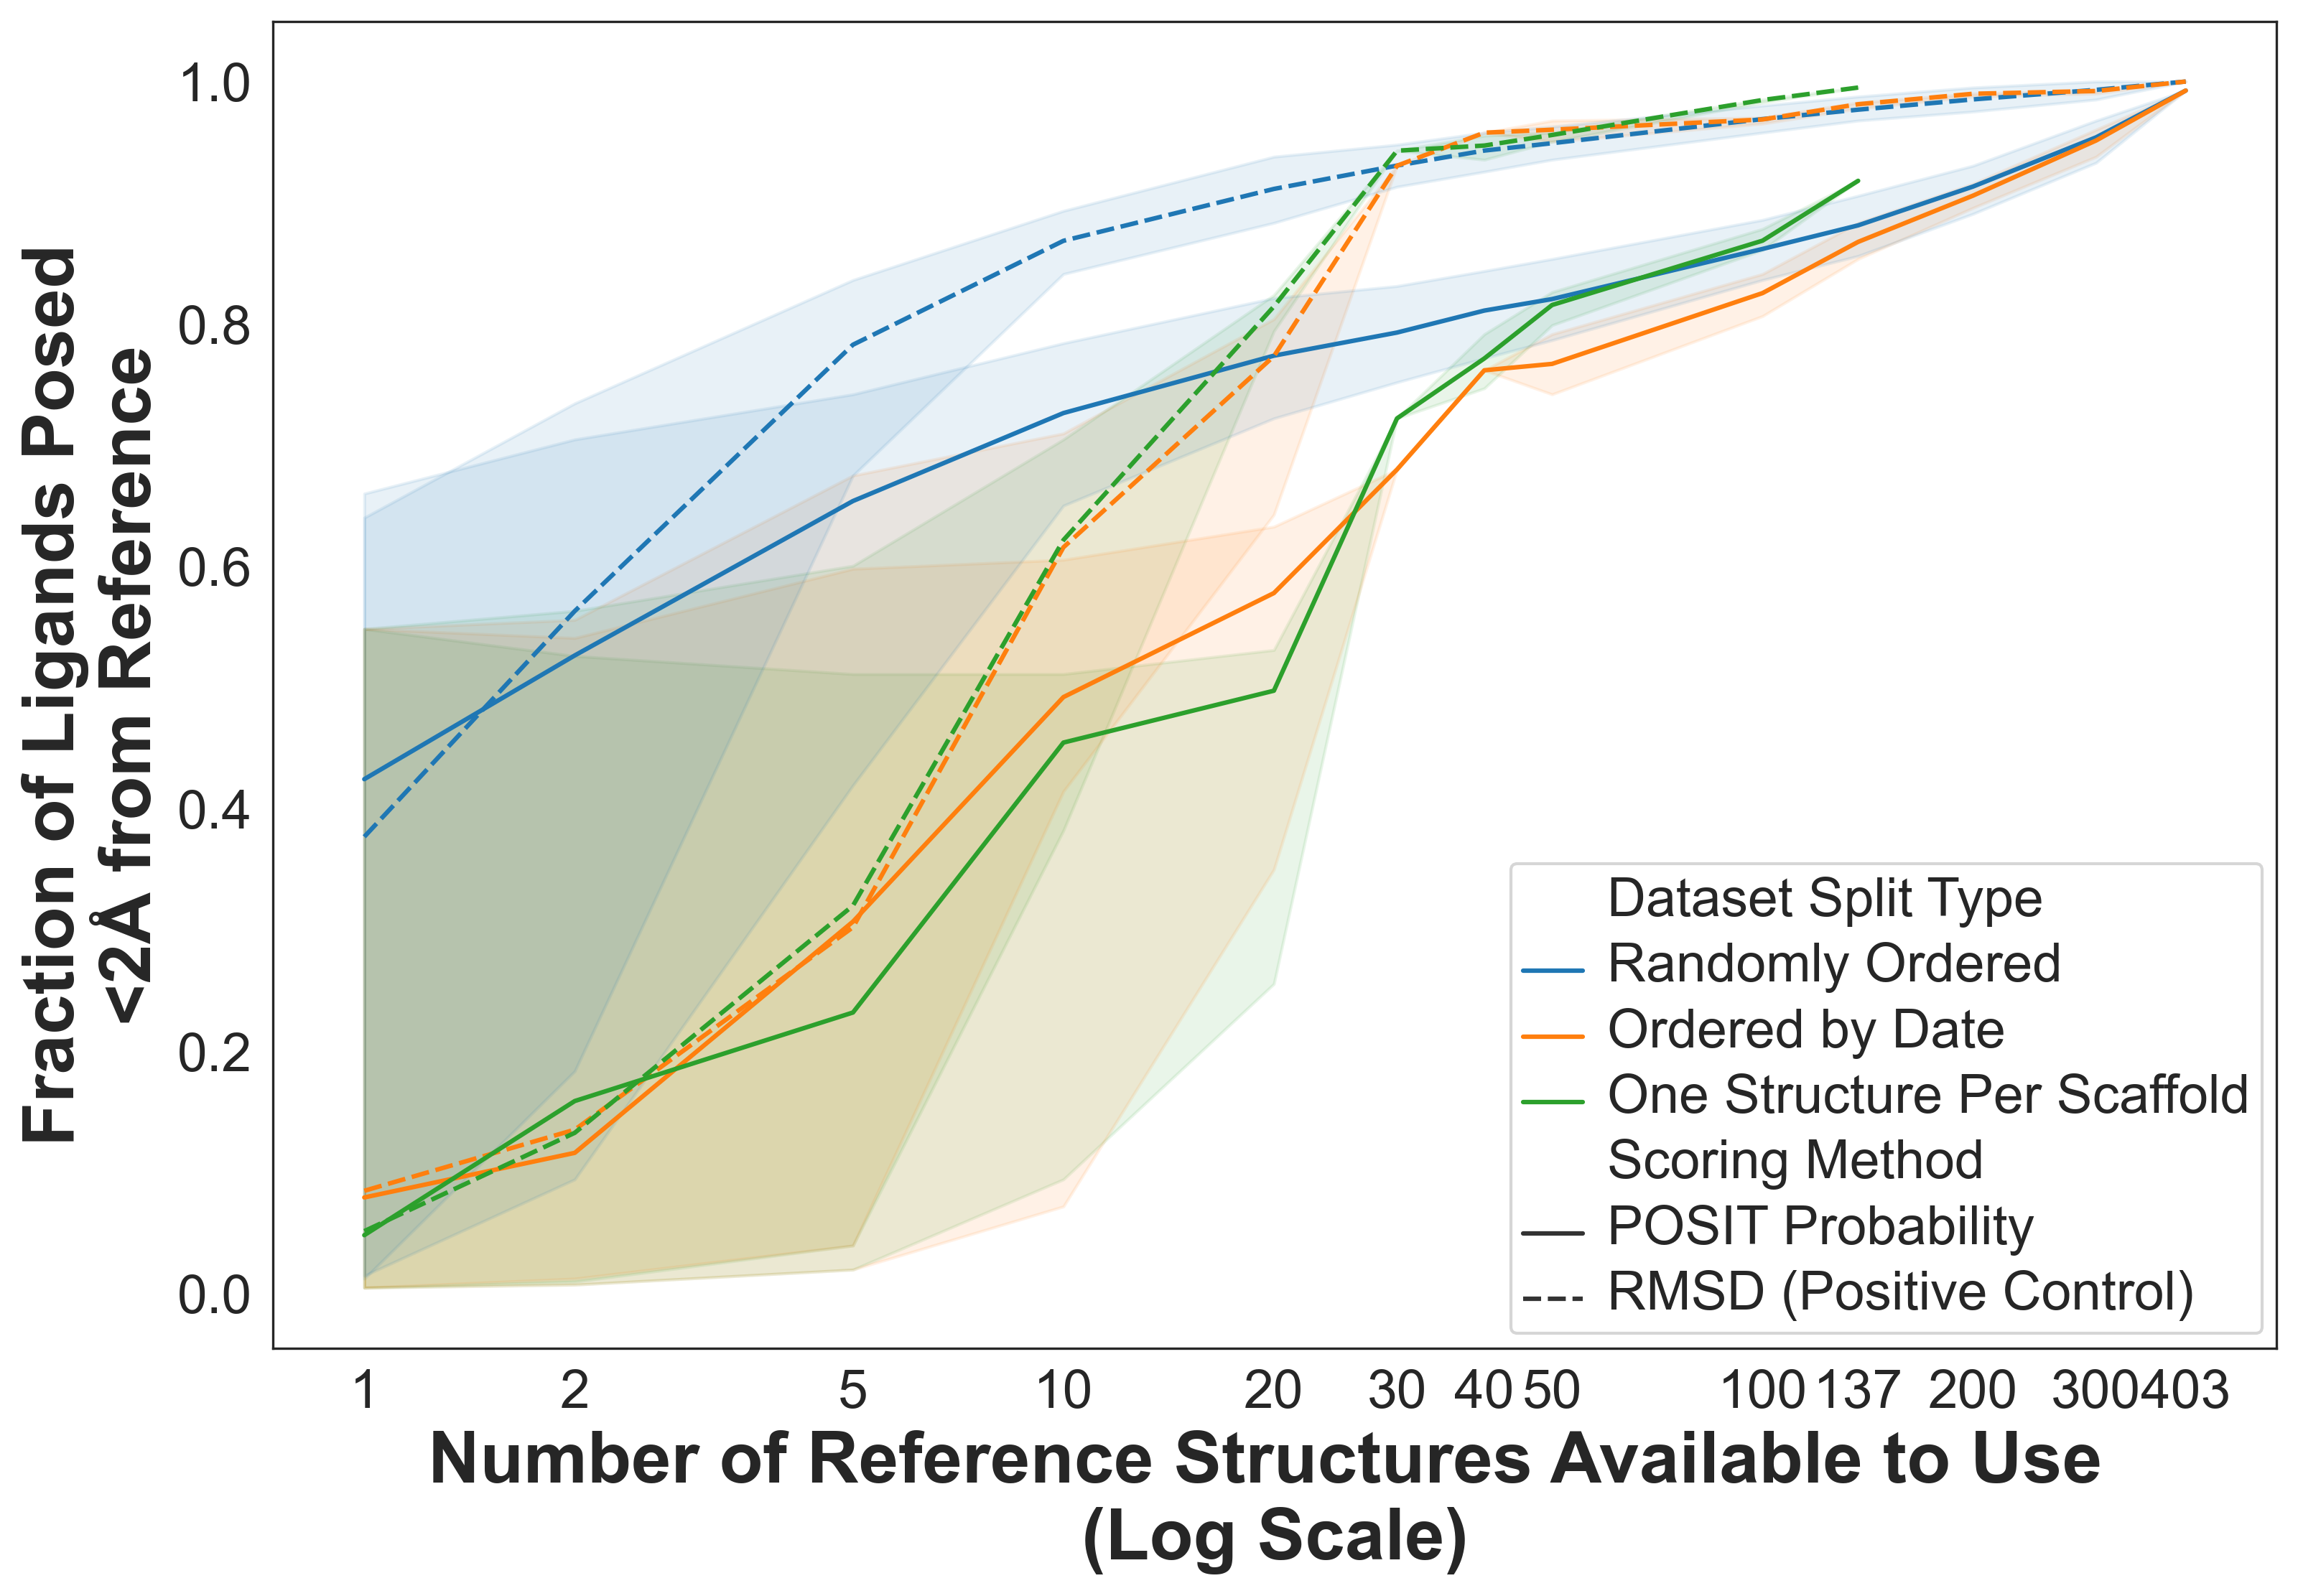 Fraction of Ligands Posed
<2Å from Reference
1.0
0.8
0.6
0.4
0.2
0.0
Dataset Split Type
Randomly Ordered
Ordered by Date
One Structure Per Scaffold
Scoring Method
POSIT Probability
RMSD (Positive Control)
1 2 5 10 20 30 40 50 100 137 200 300 403
Number of Reference Structures Available to Use
(Log Scale)